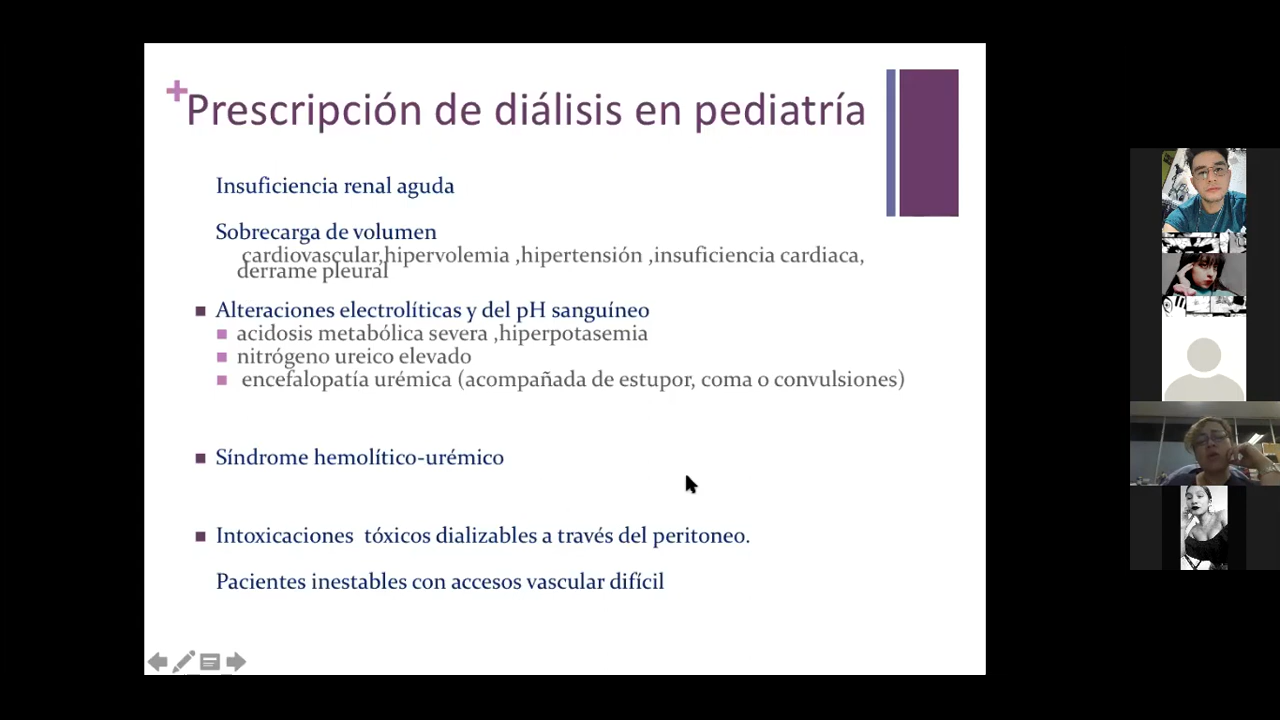 +
Prescripción de diálisis en pediatría
Insuficiencia renal aguda
Sobrecarga de volumen
cardiovascular,hipervolemia ,hipertensión ,insuficiencia cardiaca,
derrame pleural
Alteraciones electrolíticas y del pH sanguíneo
acidosis metabólica severa ,hiperpotasemia
nitrógeno ureico elevado
encefalopatía urémica (acompañada de estupor, coma o convulsiones)
Síndrome hemolítico-urémico
Intoxicaciones  tóxicos dializables a través del peritoneo.
Pacientes inestables con accesos vascular difícil